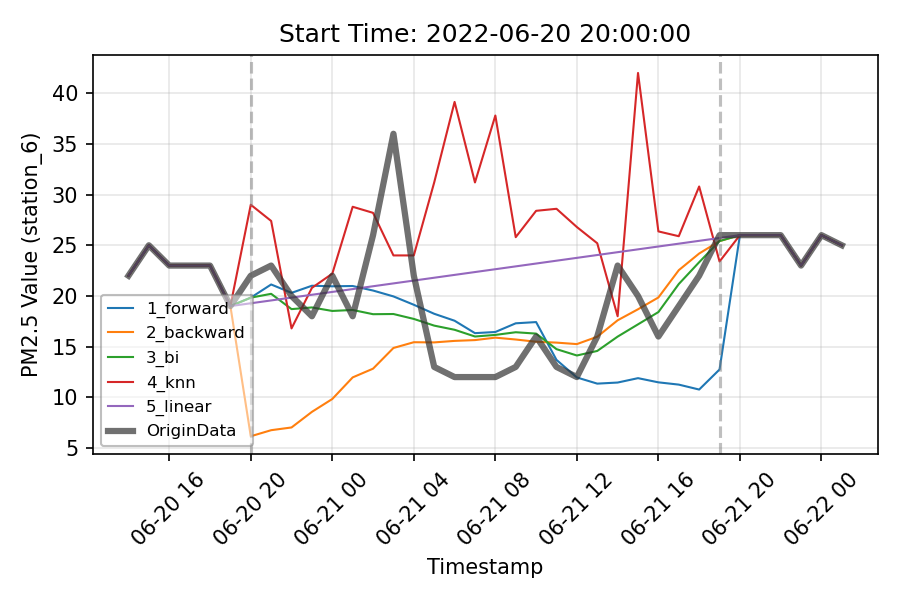 Start Time: 2022-06-20 20:00:00
PM2.5 Value (station_6)
40
35
30
25
20
15
10
5
1_forward
2_backward
3_bi
4_knn
5_linear
OriginData
06-20 16
06-20 20
06-21 00
06-21 04
06-21 08
06-21 12
06-21 16
06-21 20
06-22 00
Timestamp